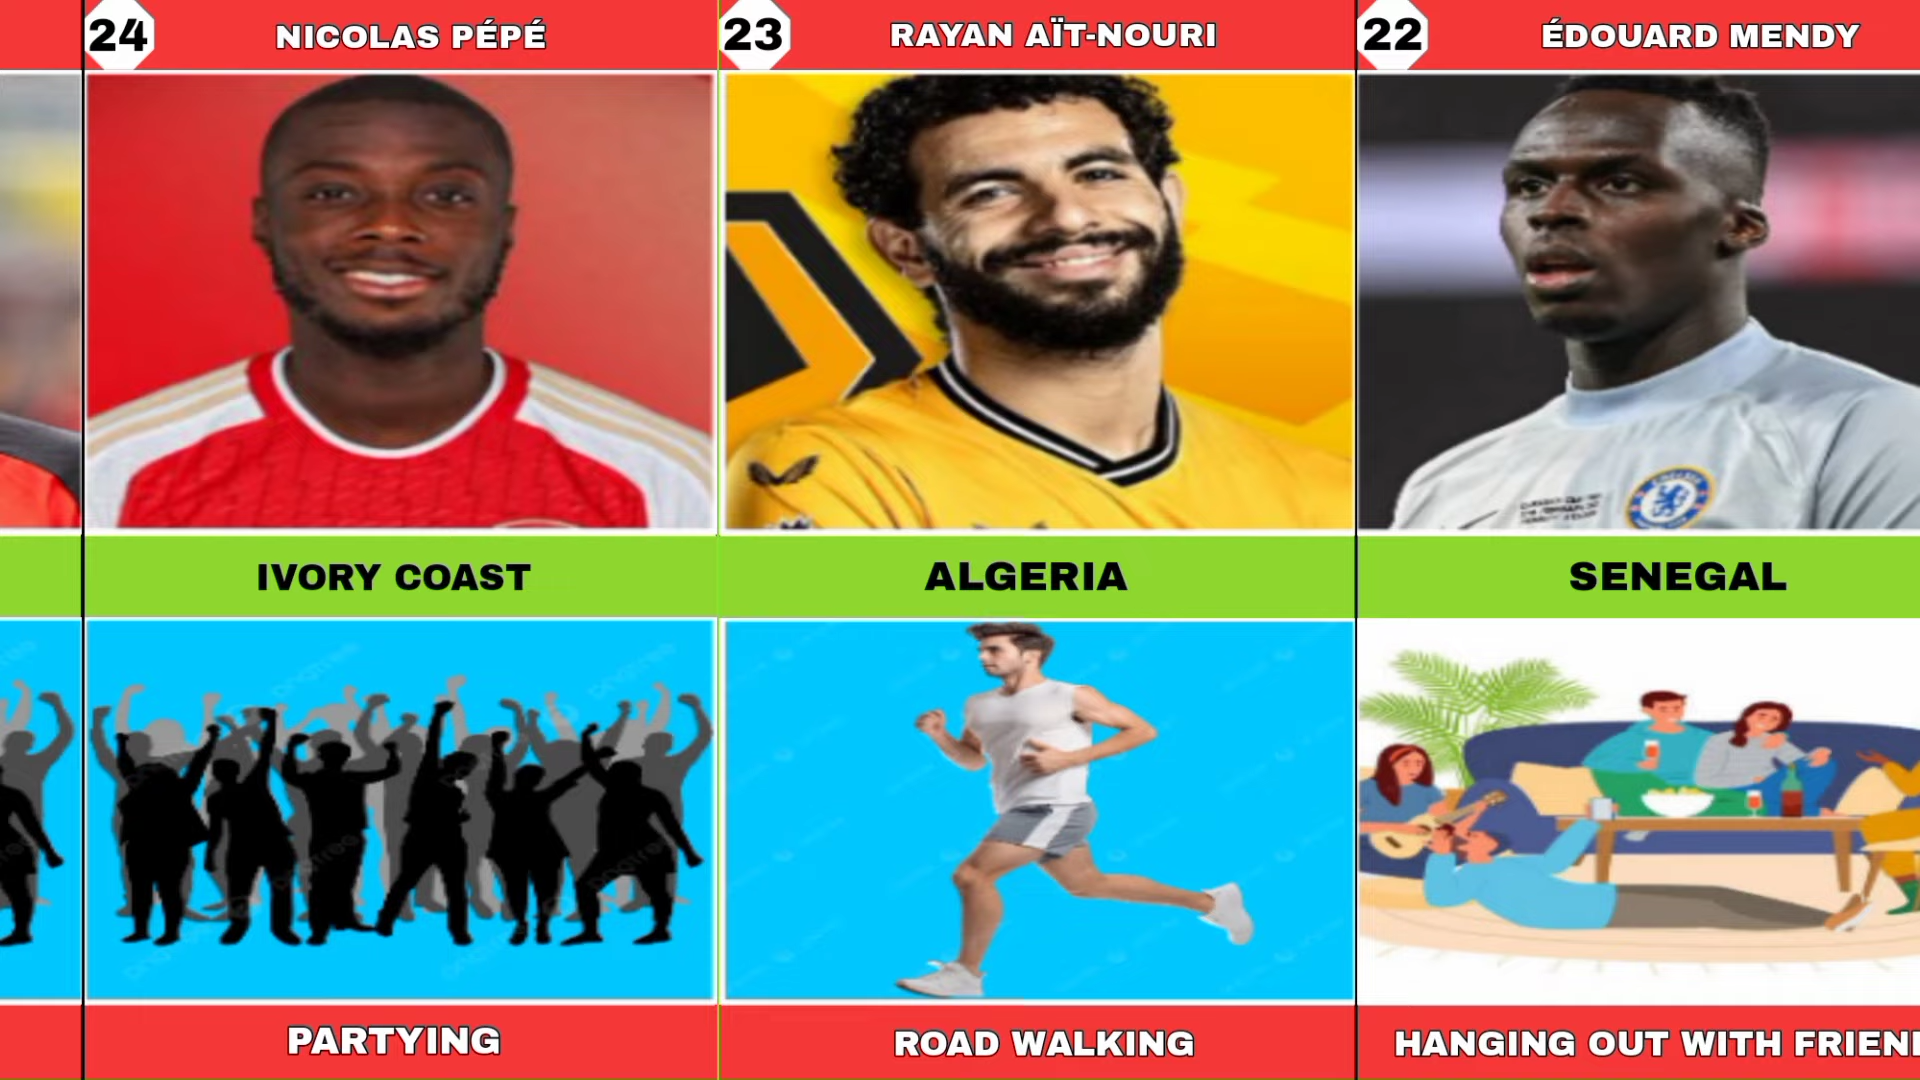 24
NICOLAS PÉPÉ
23
RAYAN AÏT-NOURI
22
ÉDOUARD MENDY
IVORY COAST
ALGERIA
SENEGAL
PARTYING
ROAD WALKING
HANGING OUT WITH FRIEN